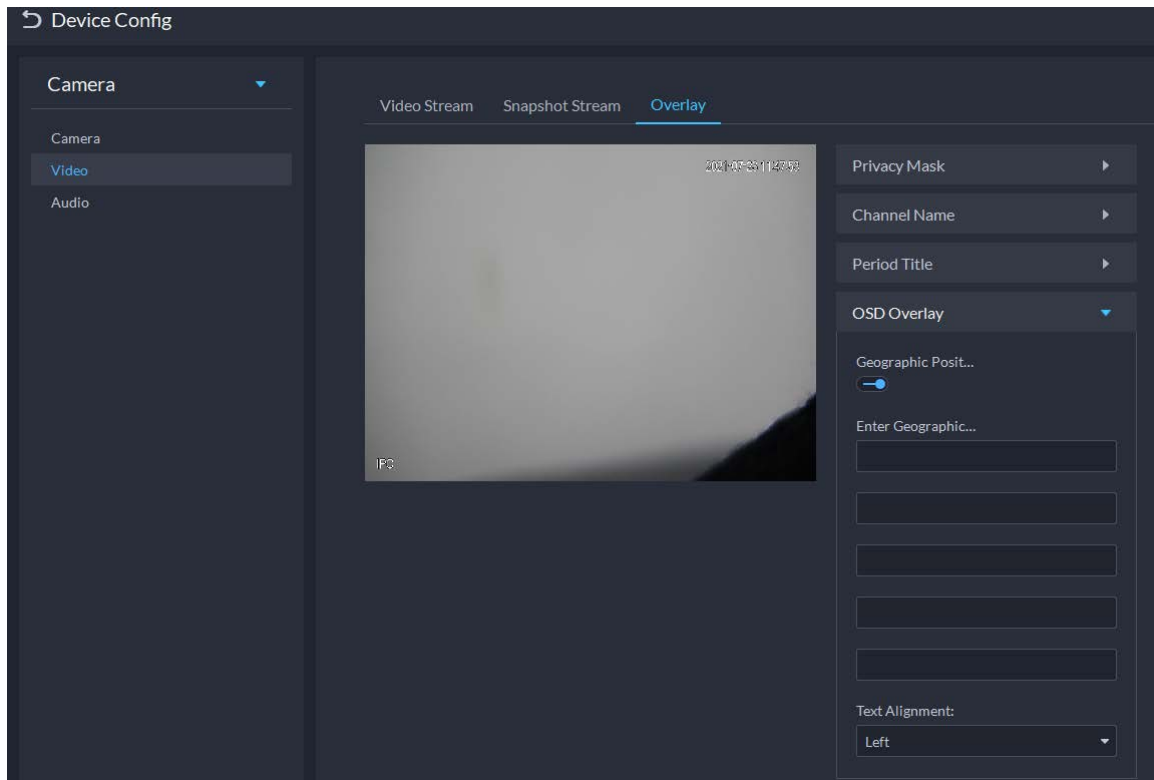 Device Config
Camera
Camera
Video
Audio
Video Stream Snapshot Stream Overlay
IPC
Privacy Mask
Channel Name
Period Title
OSD Overlay
Geographic Posit...
Enter Geographic...
Text Alignment:
Left